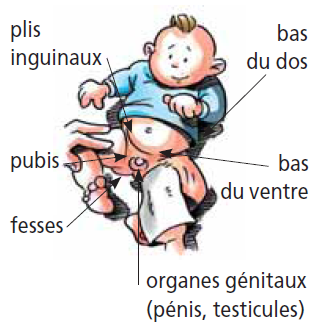 plis
inguinaux
bas
du dos
pubis
bas
du ventre
fesses
organes génitaux
(pénis, testicules)